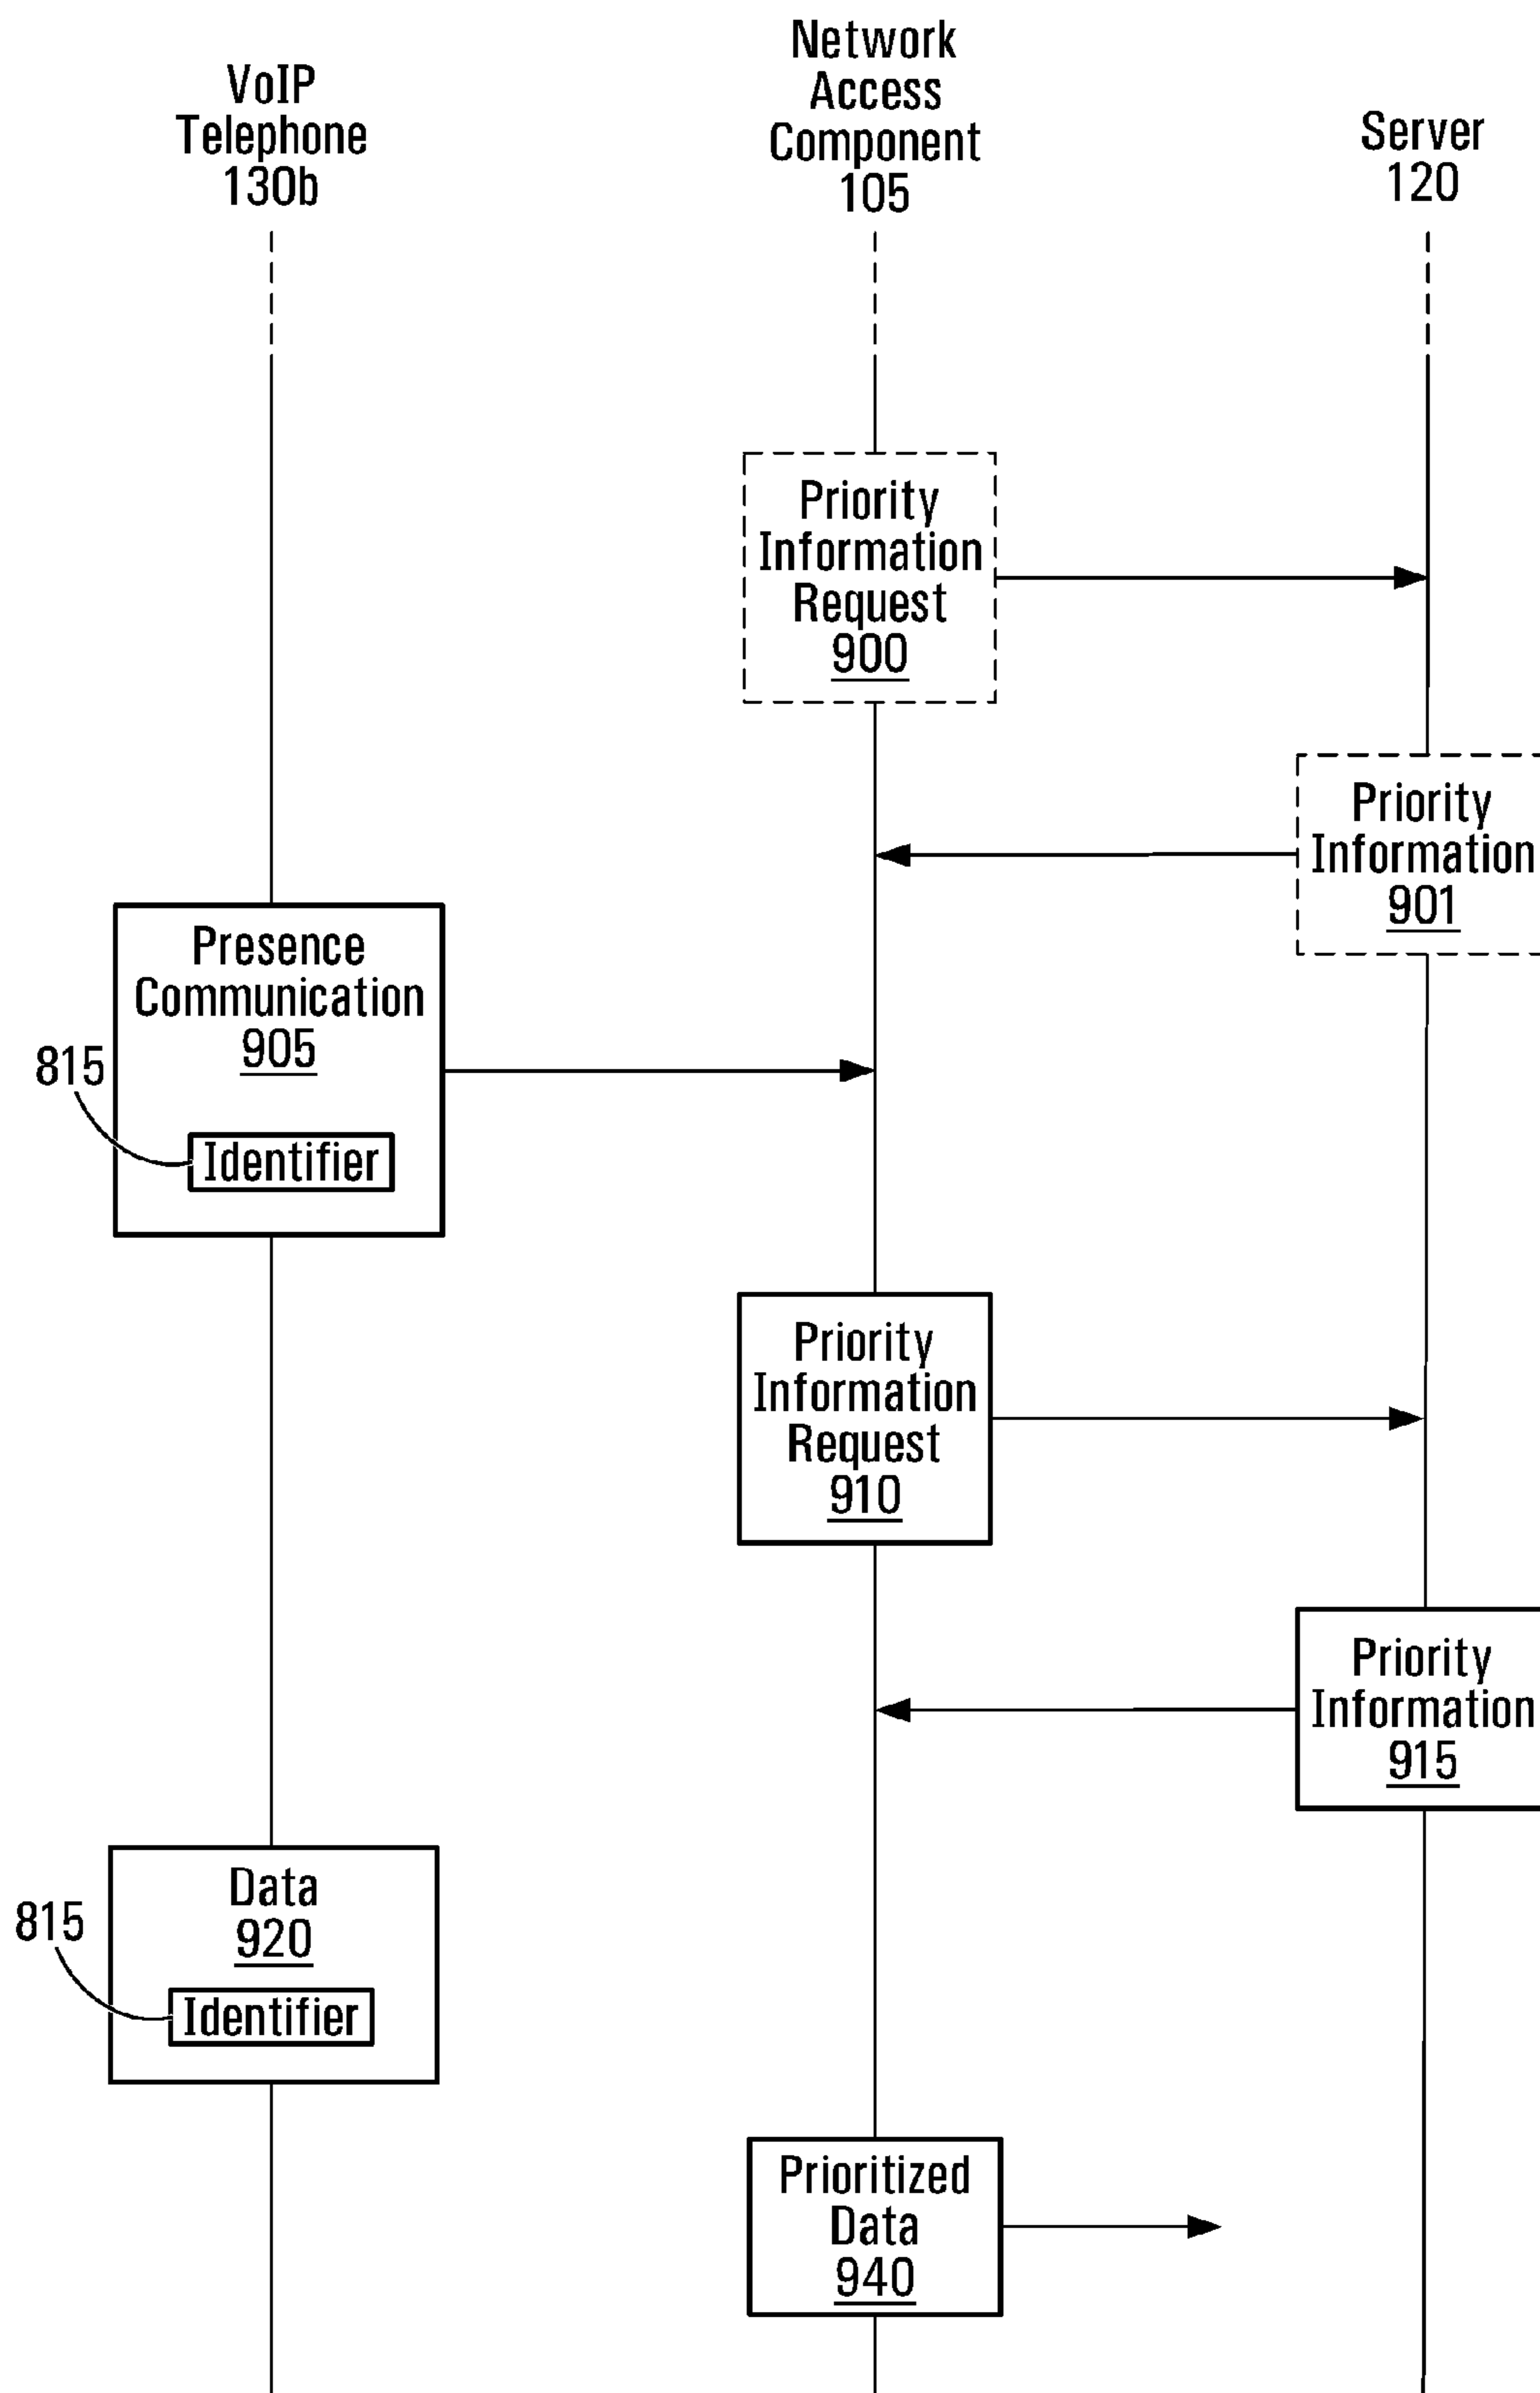 VoIP
Telephone
130b
Network
Access
Component
105
Server
120
Priority
Information
Request
900
Priority
Information
901
Presence
Communication
905
815
Identifier
Priority
Information
Request
910
Priority
Information
915
Data
920
815
Identifier
Prioritized
Data
940